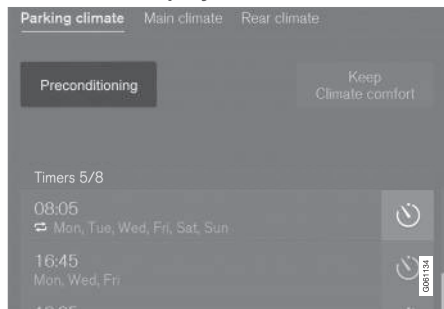 Parking climate Main climate Rear climate
Preconditioning
Keep
Climate comfort
Timers 5/8
08:05
Mon, Tue, Wed, Fri, Sat, Sun
16:45
Mon, Wed, Fri
G061134